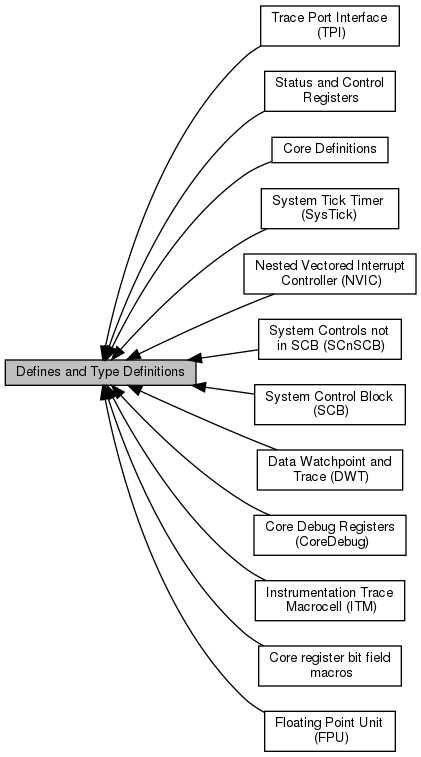 Trace Port Interface
(TPI)
Status and Control
Registers
Core Definitions
System Tick Timer
(SysTick)
Nested Vectored Interrupt
Controller (NVIC)
System Controls not
in SCB (SCnSCB)
Defines and Type Definitions
System Control Block
(SCB)
Data Watchpoint and
Trace (DWT)
Core Debug Registers
(CoreDebug)
Instrumentation Trace
Macrocell (ITM)
Core register bit field
macros
Floating Point Unit
(FPU)